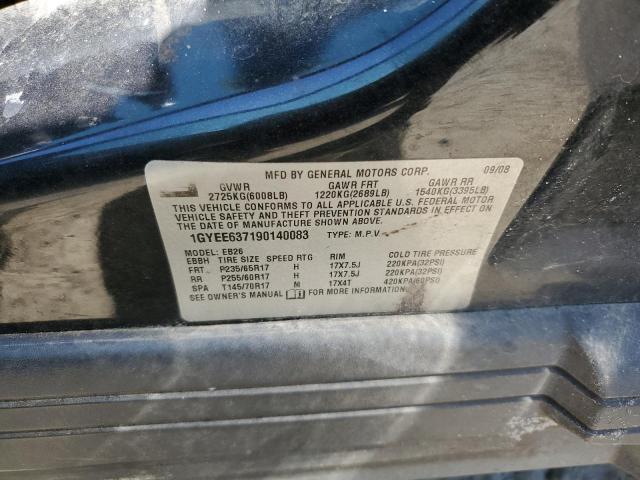 MFD BY GENERAL MOTORS CORP. 09/08
GVWR GAWR FRT GAWR RR
2725KG(6008LB) 1220KG(2689LB) 1540KG(3395LB)
THIS VEHICLE CONFORMS TO ALL APPLICABLE U.S. FEDERAL MOTOR
VEHICLE SAFETY AND THEFT PREVENTION STANDARDS IN EFFECT ON
THE DATE OF MANUFACTURE SHOWN ABOVE.
1GYEE637190140083 TYPE: M.P.V.
MODEL: EB26
EBBH TIRE SIZE SPEED RTG RIM COLD TIRE PRESSURE
FRT P235/65R17 H 17X7.5J 220KPA(32PSI)
RR P255/60R17 H 17X7.5J 220KPA(32PSI)
SPA T145/70R17 M 17X4T 420KPA(60PSI)
SEE OWNER'S MANUAL FOR MORE INFORMATION.